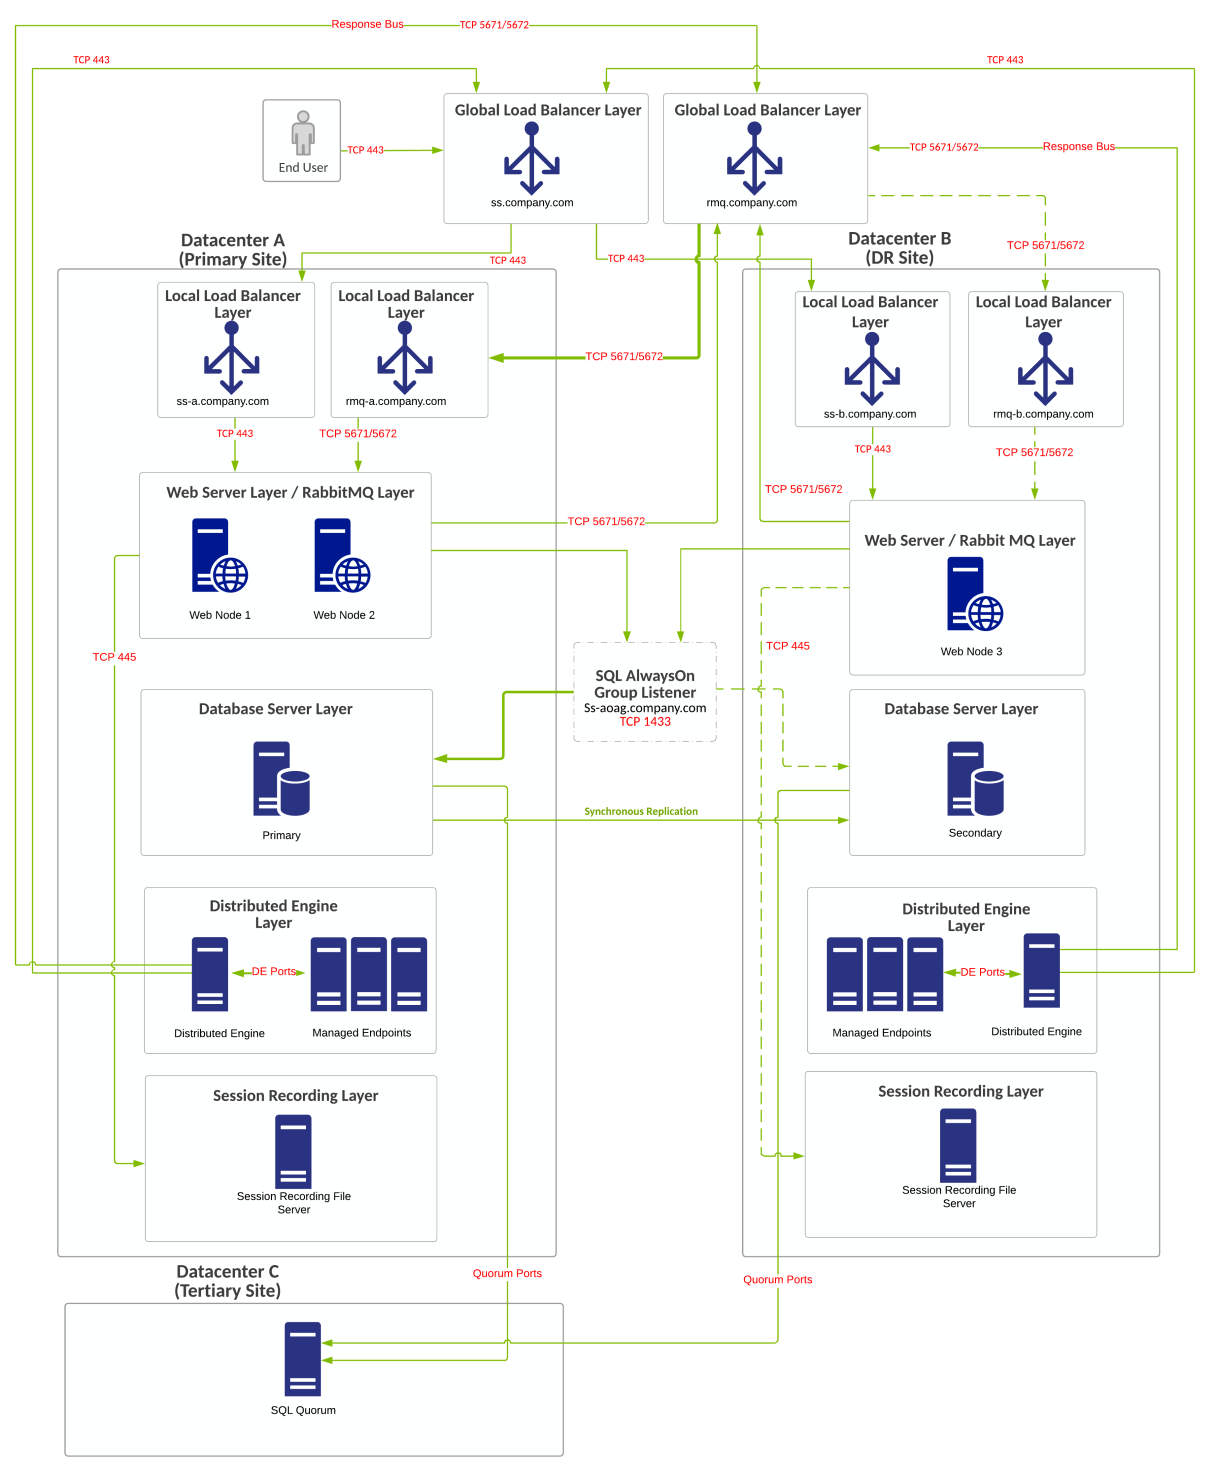 Response Bus
TCP 5671/5672
TCP 443
TCP 443
Global Load Balancer Layer
ss.company.com
Global Load Balancer Layer
rmq.company.com
End User
TCP 443
TCP 5671/5672
Response Bus
Datacenter A
(Primary Site)
TCP 443
TCP 443
Datacenter B
(DR Site)
TCP 5671/5672
Local Load Balancer
Layer
ss-a.company.com
Local Load Balancer
Layer
rmq-a.company.com
TCP 5671/5672
Local Load Balancer
Layer
ss-b.company.com
Local Load Balancer
Layer
rmq-b.company.com
TCP 443
TCP 5671/5672
TCP 443
TCP 5671/5672
Web Server Layer / RabbitMQ Layer
Web Node 1
Web Node 2
TCP 5671/5672
TCP 5671/5672
Web Server / Rabbit MQ Layer
Web Node 3
TCP 445
TCP 445
SQL AlwaysOn
Group Listener
Ss-aoag.company.com
TCP 1433
Database Server Layer
Primary
Synchronous Replication
Database Server Layer
Secondary
Distributed Engine
Layer
DE Ports
Distributed Engine
Managed Endpoints
Distributed Engine
Layer
DE Ports
Managed Endpoints
Distributed Engine
Session Recording Layer
Session Recording File
Server
Session Recording Layer
Session Recording File
Server
Datacenter C
(Tertiary Site)
Quorum Ports
Quorum Ports
SQL Quorum